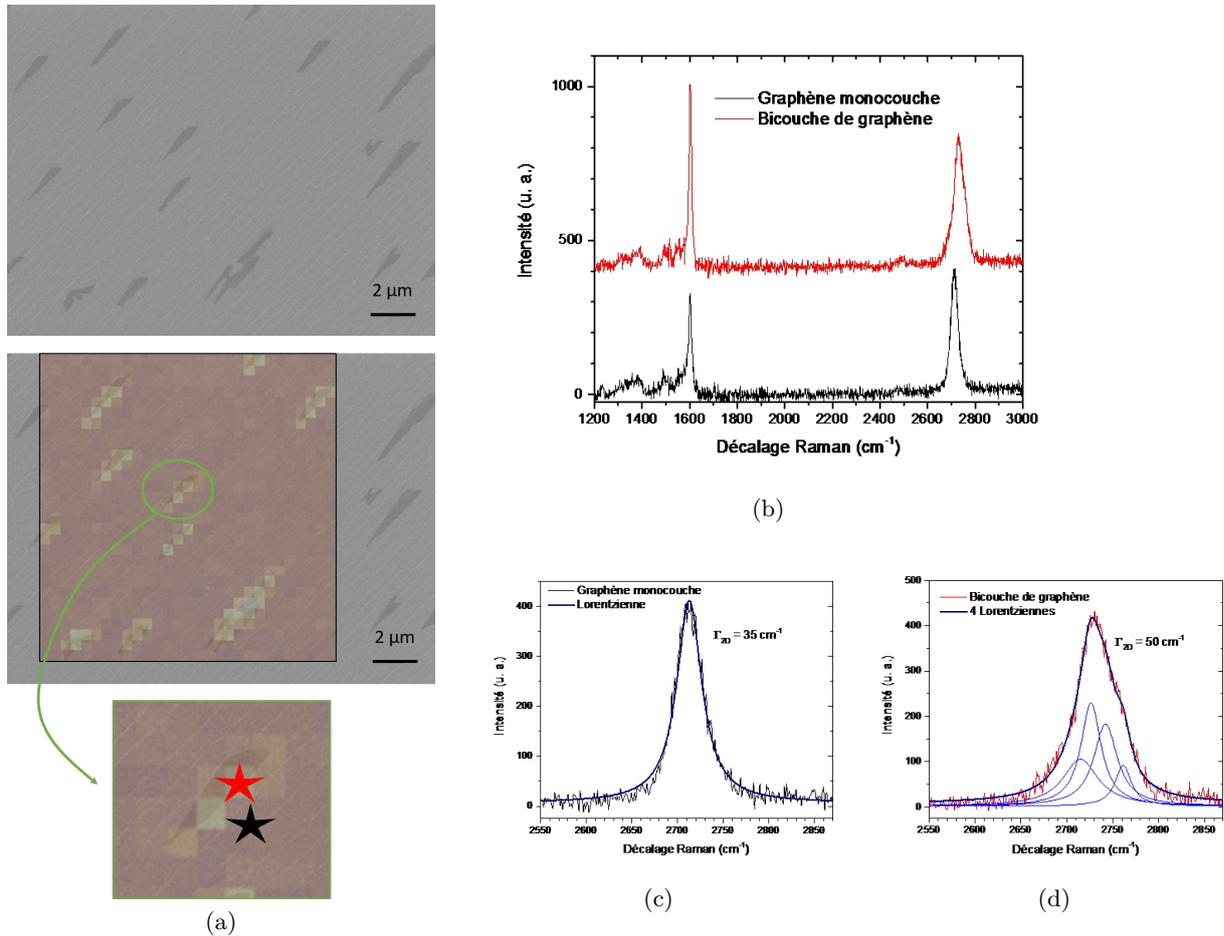 2 µm
2 µm
(a)
1000
500
0
Intensité (u. a.)
Graphène monocouche
Bicouche de graphène
1200 1400 1600 1800 2000 2200 2400 2600 2800 3000
Décalage Raman (cm⁻¹)
(b)
400
300
200
100
0
Intensité (u. a.)
Graphène monocouche
Lorentzienne
Γ2D = 35 cm⁻¹
2550 2600 2650 2700 2750 2800 2850
Décalage Raman (cm⁻¹)
(c)
500
400
300
200
100
0
Intensité (u. a.)
Bicouche de graphène
4 Lorentziennes
Γ2D = 50 cm⁻¹
2550 2600 2650 2700 2750 2800 2850
Décalage Raman (cm⁻¹)
(d)